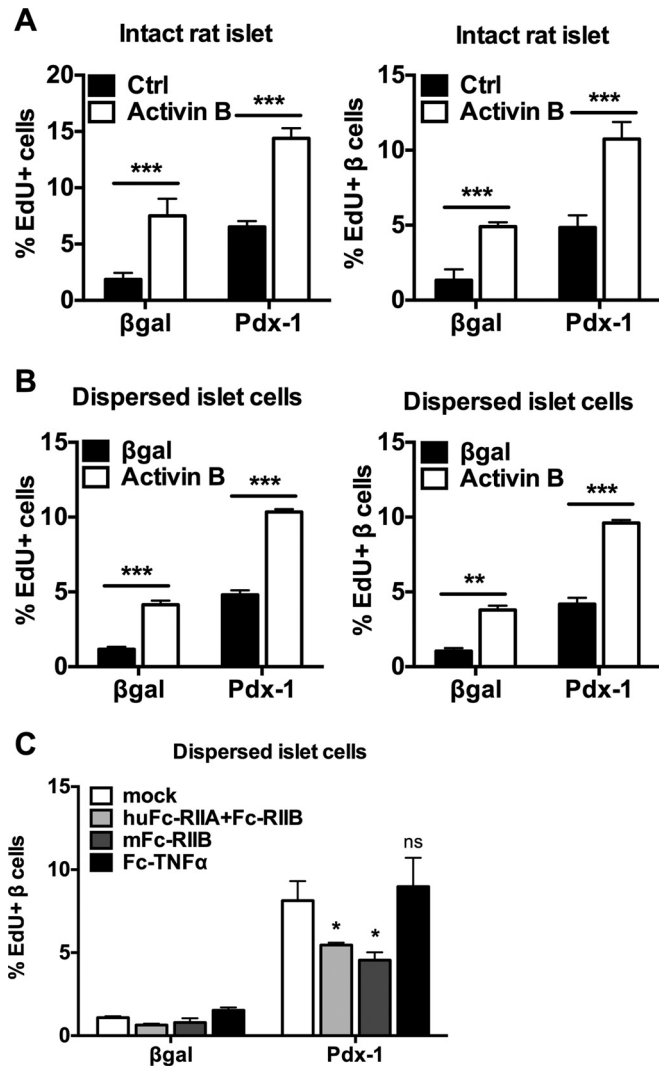 A
Intact rat islet
Intact rat islet
% EdU+ cells
20
15
10
5
0
Ctrl
Activin B
***
***
βgal
Pdx-1
% EdU+ β cells
15
10
5
0
Ctrl
Activin B
***
***
βgal
Pdx-1
B
Dispersed islet cells
Dispersed islet cells
% EdU+ cells
15
10
5
0
βgal
Activin B
***
***
βgal
Pdx-1
% EdU+ β cells
15
10
5
0
βgal
Activin B
**
***
βgal
Pdx-1
C
Dispersed islet cells
% EdU+ β cells
15
10
5
0
mock
huFc-RIIA+Fc-RIIB
mFc-RIIB
Fc-TNFα
*
*
ns
βgal
Pdx-1